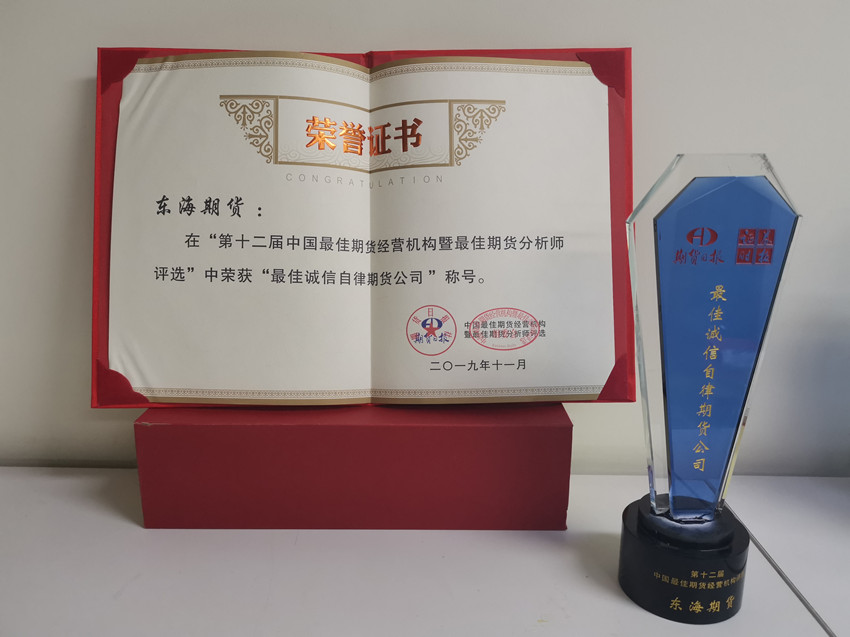 荣誉证书
CONGRATULATION
东海期货：
在“第十二届中国最佳期货经营机构暨最佳期货分析师
评选”中荣获“最佳诚信自律期货公司”称号。
期货日报
中国最佳期货经营机构
暨最佳期货分析师评选
二〇一九年十一月
期货日报
最佳诚信自律期货公司
第十二届
中国最佳期货经营机构
东海期货